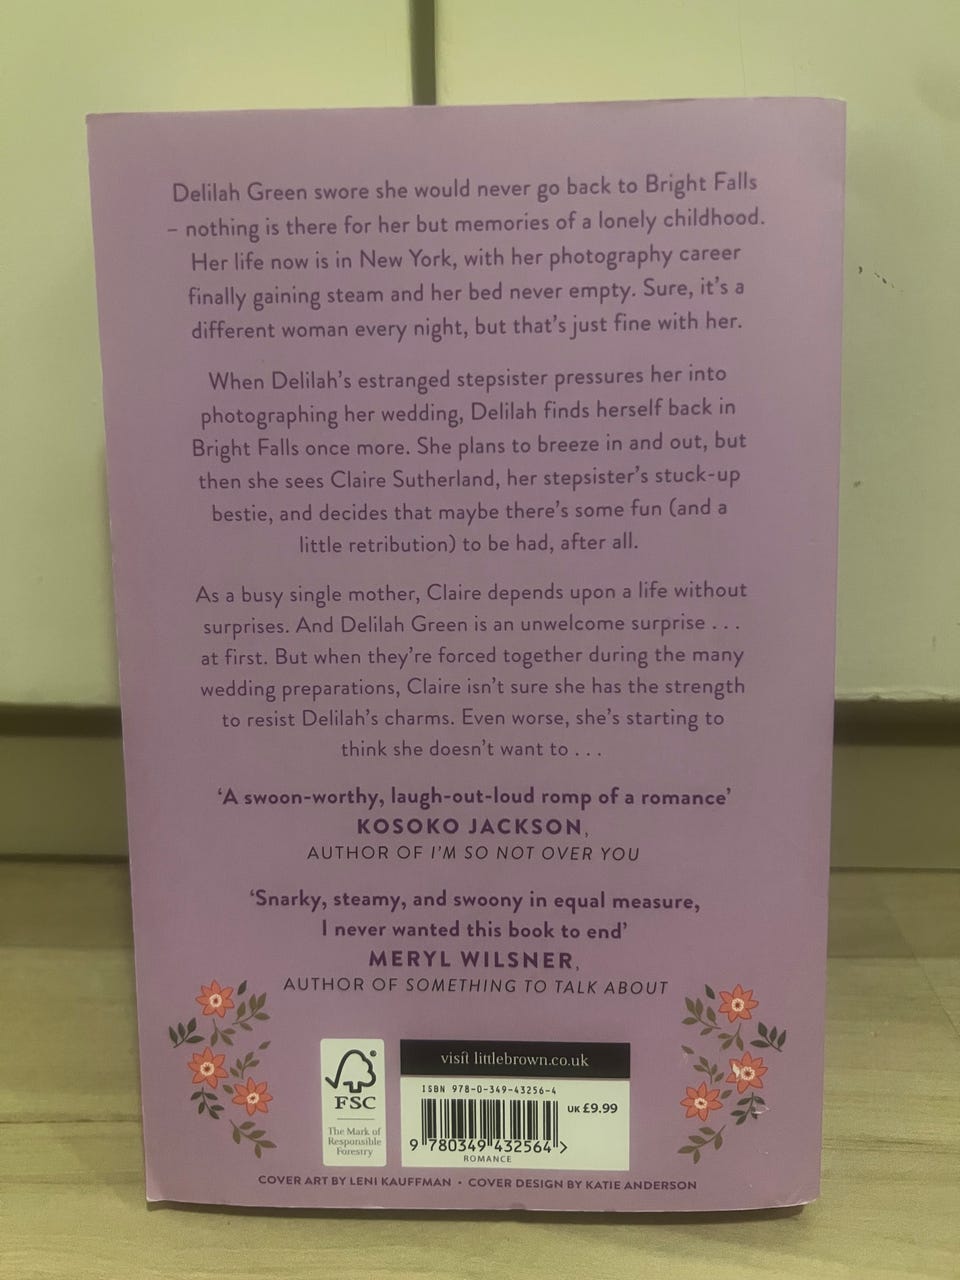 Delilah Green swore she would never go back to Bright Falls
– nothing is there for her but memories of a lonely childhood.
Her life now is in New York, with her photography career
finally gaining steam and her bed never empty. Sure, it's a
different woman every night, but that's just fine with her.
When Delilah's estranged stepsister pressures her into
photographing her wedding, Delilah finds herself back in
Bright Falls once more. She plans to breeze in and out, but
then she sees Claire Sutherland, her stepsister's stuck-up
bestie, and decides that maybe there's some fun (and a
little retribution) to be had, after all.
As a busy single mother, Claire depends upon a life without
surprises. And Delilah Green is an unwelcome surprise . . .
at first. But when they're forced together during the many
wedding preparations, Claire isn't sure she has the strength
to resist Delilah's charms. Even worse, she's starting to
think she doesn't want to . . .
'A swoon-worthy, laugh-out-loud romp of a romance'
KOSOKO JACKSON,
AUTHOR OF I'M SO NOT OVER YOU
'Snarky, steamy, and swoony in equal measure,
I never wanted this book to end'
MERYL WILSNER,
AUTHOR OF SOMETHING TO TALK ABOUT
FSC
The Mark of
Responsible
Forestry
visit littlebrown.co.uk
ISBN 978-0-349-43256-4
UK £9.99
9 780349 432564 >
ROMANCE
COVER ART BY LENI KAUFFMAN • COVER DESIGN BY KATIE ANDERSON